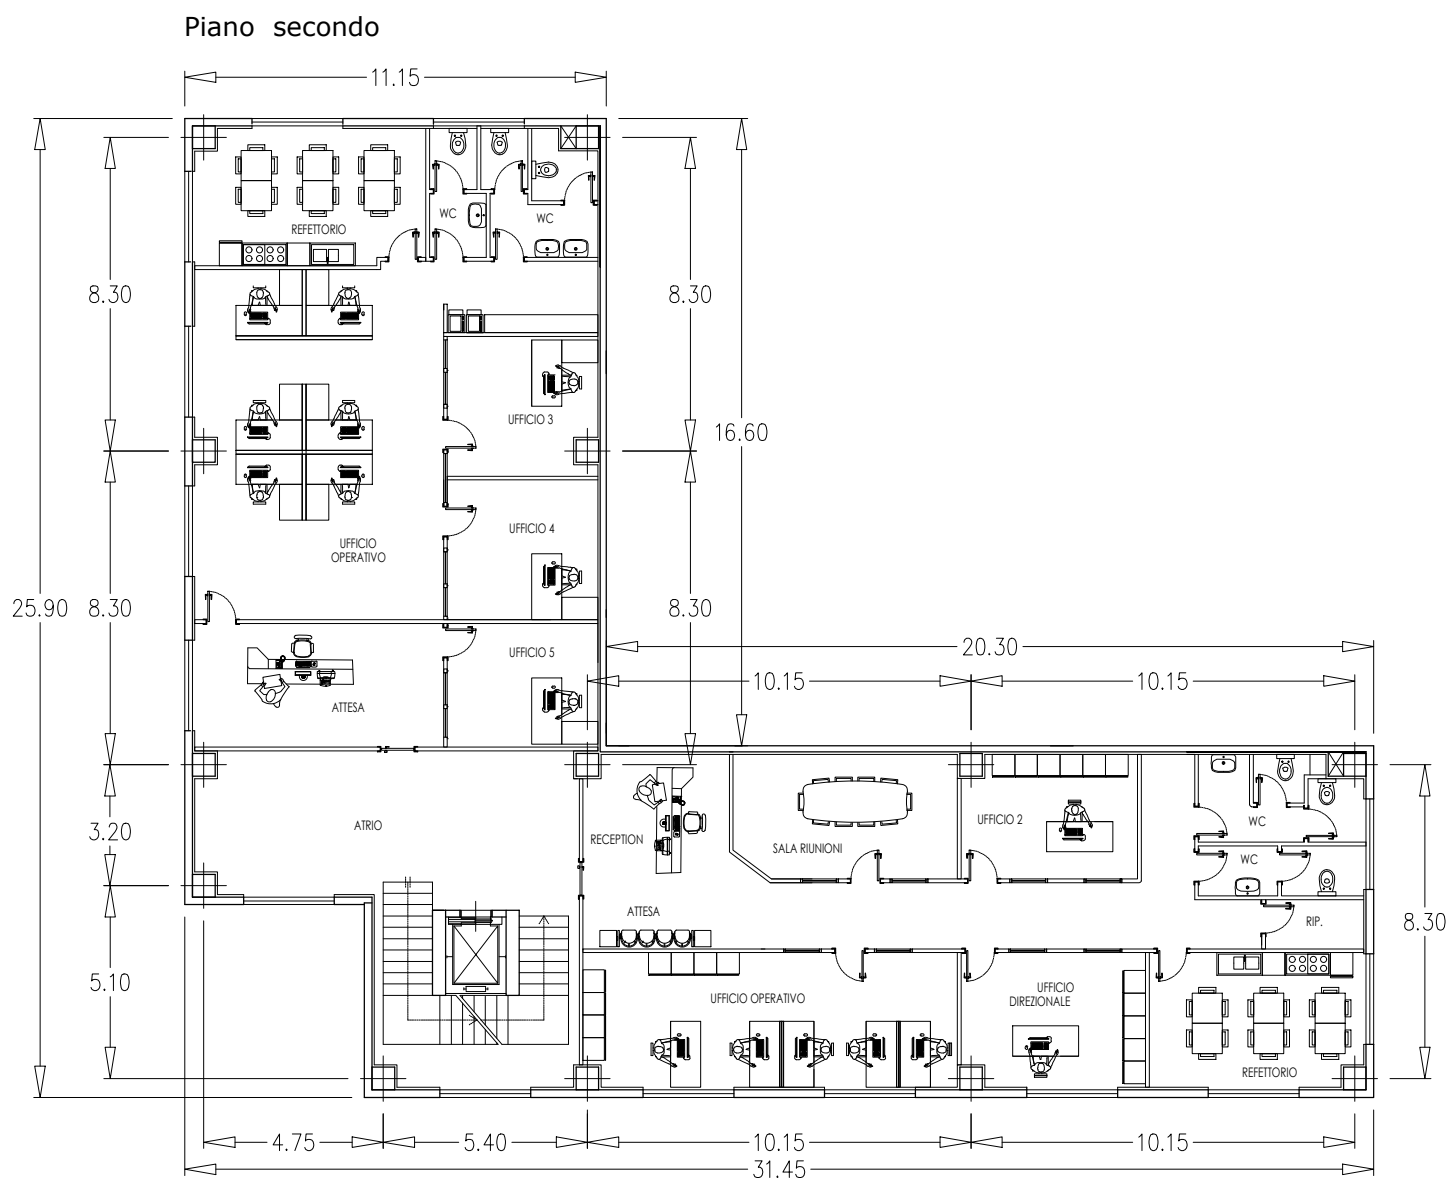 Piano secondo
11.15
REFETTORIO
WC
WC
8.30
8.30
UFFICIO 3
16.60
UFFICIO 4
UFFICIO
OPERATIVO
25.90
8.30
8.30
UFFICIO 5
20.30
10.15
10.15
ATTESA
3.20
ATRIO
RECEPTION
SALA RIUNIONI
UFFICIO 2
WC
WC
ATTESA
RIP.
8.30
5.10
UFFICIO OPERATIVO
UFFICIO
DIREZIONALE
REFETTORIO
4.75
5.40
10.15
10.15
31.45